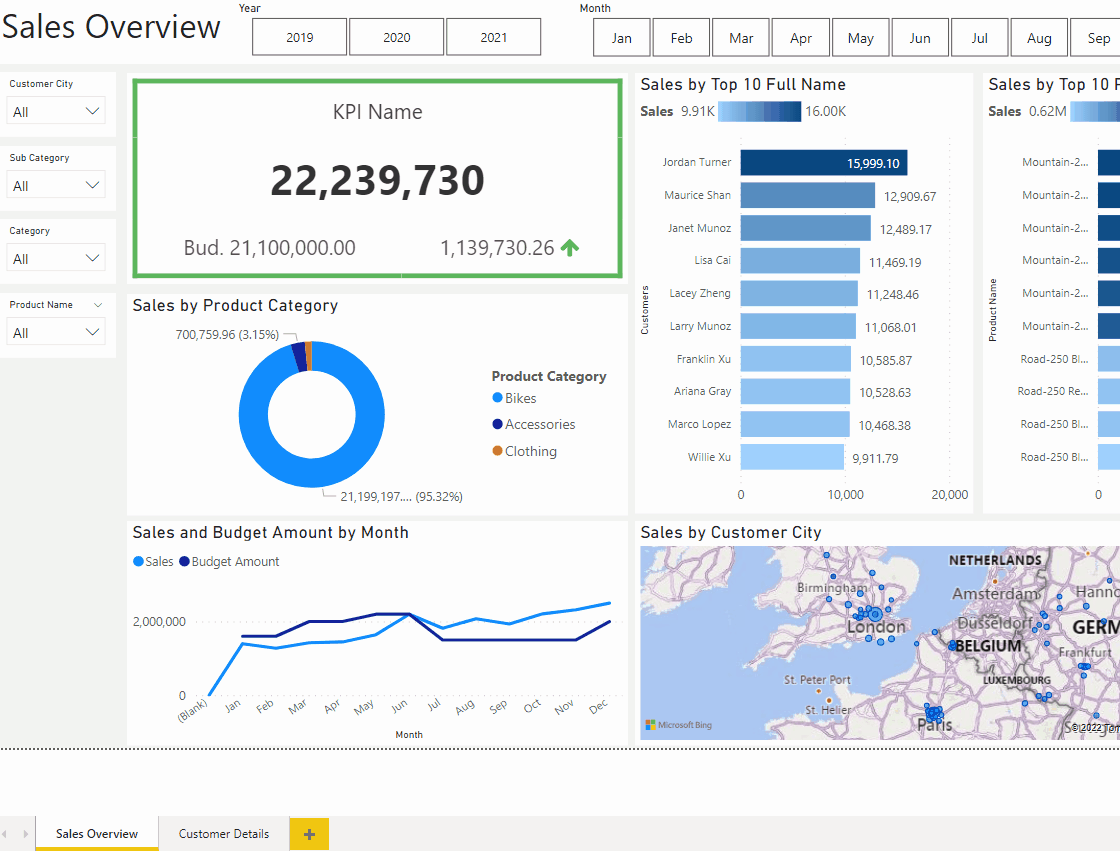 Sales Overview
Year
2019
2020
2021
Month
Jan
Feb
Mar
Apr
May
Jun
Jul
Aug
Sep
Customer City
All
Sub Category
All
Category
All
Product Name
All
KPI Name
22,239,730
Bud. 21,100,000.00
1,139,730.26
Sales by Product Category
700,759.96 (3.15%)
21,199,197.... (95.32%)
Product Category
Bikes
Accessories
Clothing
Sales by Top 10 Full Name
Sales 9.91K 16.00K
Customers
Jordan Turner 15,999.10
Maurice Shan 12,909.67
Janet Munoz 12,489.17
Lisa Cai 11,469.19
Lacey Zheng 11,248.46
Larry Munoz 11,068.01
Franklin Xu 10,585.87
Ariana Gray 10,528.63
Marco Lopez 10,468.38
Willie Xu 9,911.79
0 10,000 20,000
Sales by Top 10 F
Sales 0.62M
Product Name
Mountain-2...
Mountain-2...
Mountain-2...
Mountain-2...
Mountain-2...
Mountain-2...
Road-250 Bl...
Road-250 Re...
Road-250 Bl...
Road-250 Bl...
0
Sales and Budget Amount by Month
Sales Budget Amount
2,000,000
0
(Blank) Jan Feb Mar Apr May Jun Jul Aug Sep Oct Nov Dec
Month
Sales by Customer City
NETHERLANDS
Birmingham
Amsterdam
Hanno
London
Düsseldorf
GERM
BELGIUM
Frankfurt
St. Peter Port
LUXEMBOURG
St. Helier
Paris
Microsoft Bing
© 2022 Tom
Sales Overview
Customer Details
+